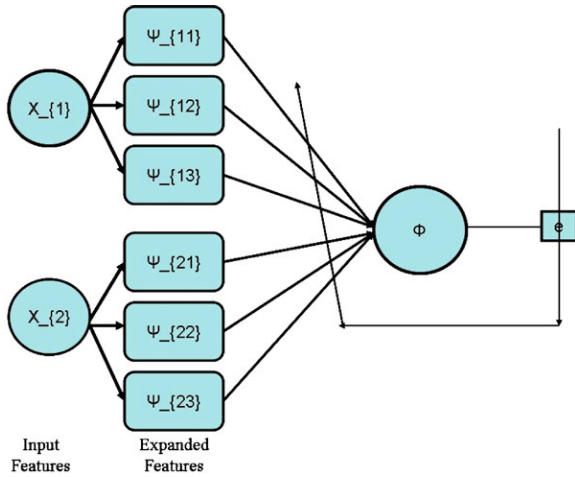 Ψ_{11}
X_{1}
Ψ_{12}
Ψ_{13}
Φ
e
Ψ_{21}
X_{2}
Ψ_{22}
Ψ_{23}
Input
Features
Expanded
Features